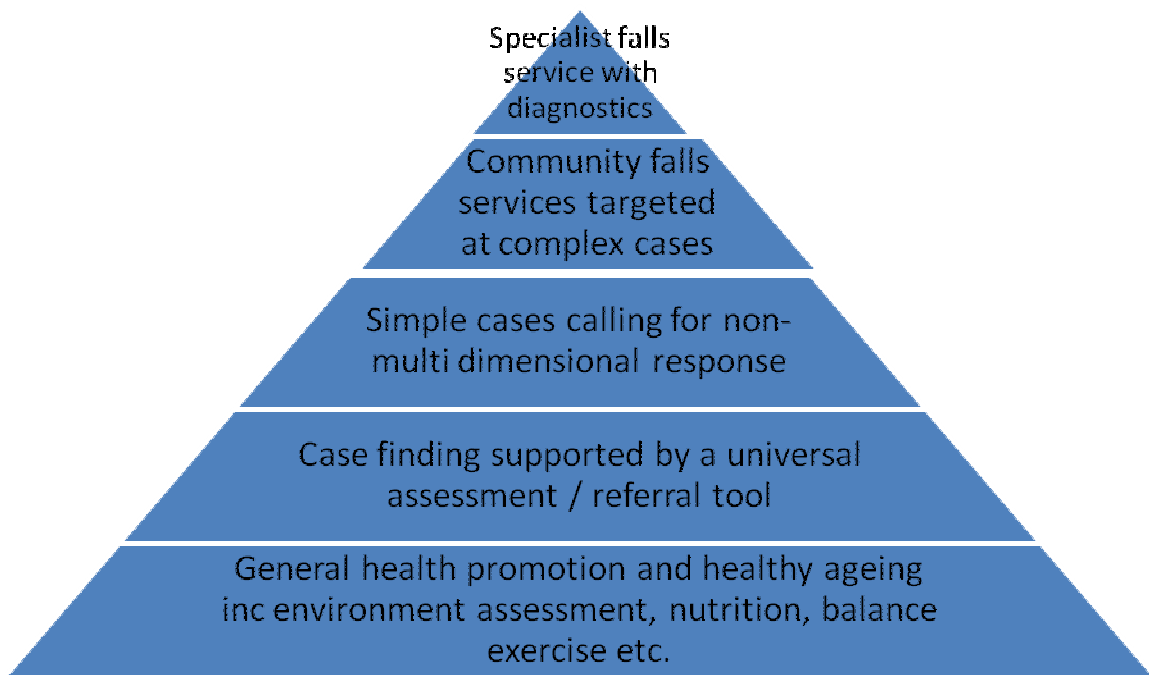 Specialist falls
service with
diagnostics
Community falls
services targeted
at complex cases
Simple cases calling for non-
multi dimensional response
Case finding supported by a universal
assessment / referral tool
General health promotion and healthy ageing
inc environment assessment, nutrition, balance
exercise etc.